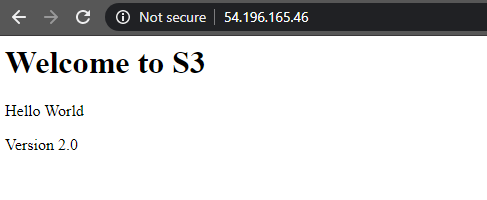 Not secure | 54.196.165.46
Welcome to S3
Hello World
Version 2.0